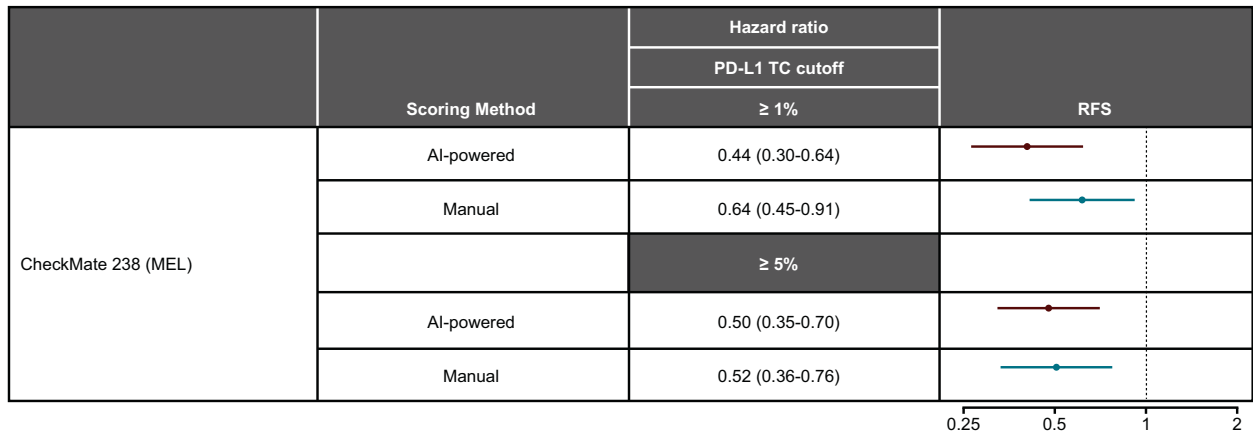 Hazard ratio
PD-L1 TC cutoff
Scoring Method ≥ 1% RFS
AI-powered 0.44 (0.30-0.64)
Manual 0.64 (0.45-0.91)
CheckMate 238 (MEL) ≥ 5%
AI-powered 0.50 (0.35-0.70)
Manual 0.52 (0.36-0.76)
0.25 0.5 1 2